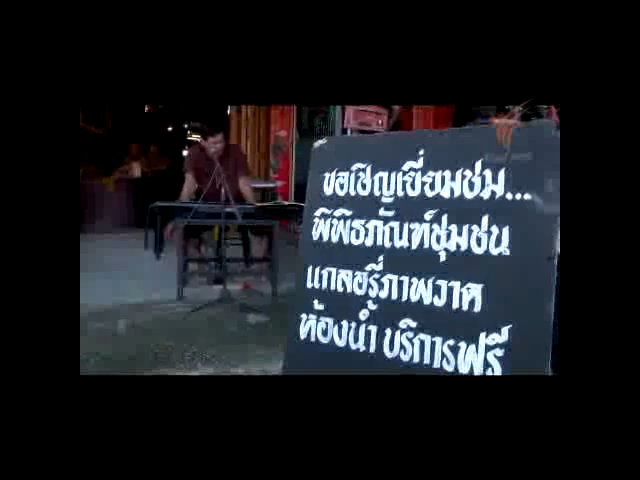 ขอเชิญเยี่ยมชม...
พิพิธภัณฑ์ชุมชน
แกลอรี่ภาพวาด
ห้องน้ำ บริการฟรี